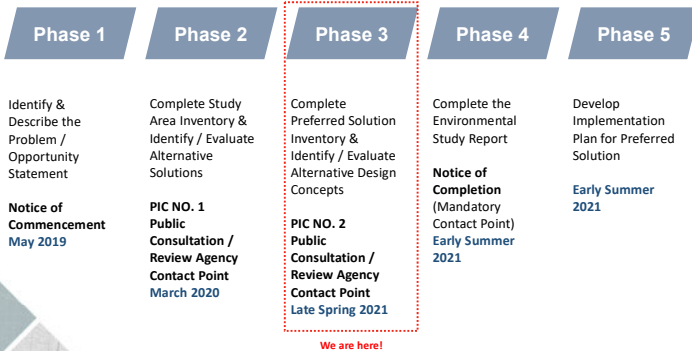 Phase 1
Phase 2
Phase 3
Phase 4
Phase 5
Identify &
Describe the
Problem /
Opportunity
Statement
Notice of
Commencement
May 2019
Complete Study
Area Inventory &
Identify / Evaluate
Alternative
Solutions
PIC NO. 1
Public
Consultation /
Review Agency
Contact Point
March 2020
Complete
Preferred Solution
Inventory &
Identify / Evaluate
Alternative Design
Concepts
PIC NO. 2
Public
Consultation /
Review Agency
Contact Point
Late Spring 2021
Complete the
Environmental
Study Report
Notice of
Completion
(Mandatory
Contact Point)
Early Summer
2021
Develop
Implementation
Plan for Preferred
Solution
Early Summer
2021
We are here!